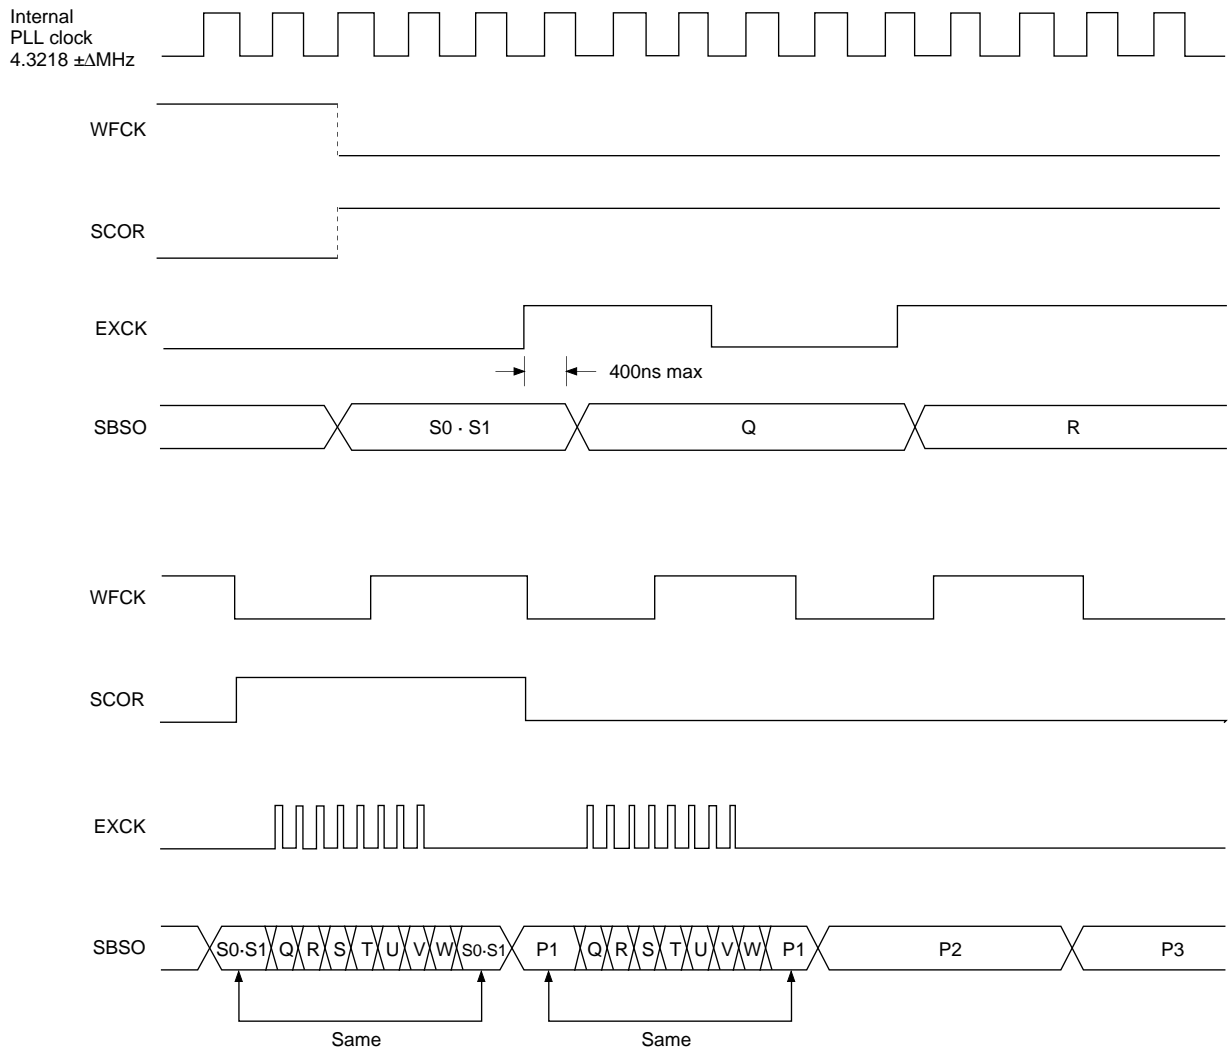 Internal
PLL clock
4.3218 ±ΔMHz
WFCK
SCOR
EXCK
400ns max
SBSO
S0 · S1
Q
R
WFCK
SCOR
EXCK
SBSO
S0·S1 Q R S T U V W S0·S1 P1 Q R S T U V W P1 P2 P3
Same
Same